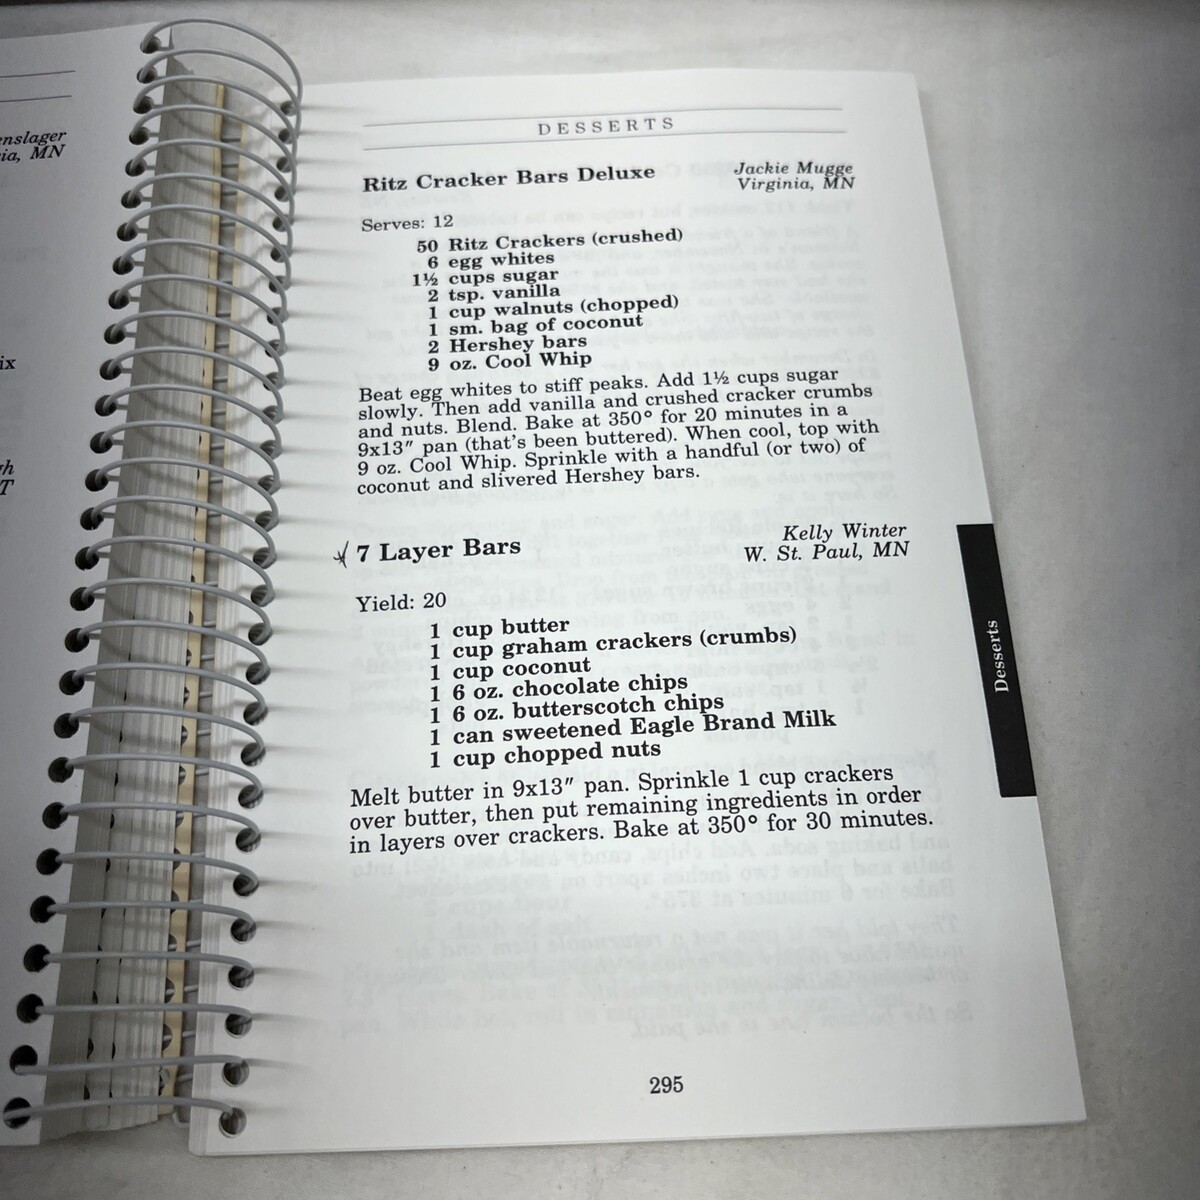 enslager
ia, MN
ix
gh
T
DESSERTS
Ritz Cracker Bars Deluxe
Jackie Mugge
Virginia, MN
Serves: 12
50 Ritz Crackers (crushed)
6 egg whites
1½ cups sugar
2 tsp. vanilla
1 cup walnuts (chopped)
1 sm. bag of coconut
2 Hershey bars
9 oz. Cool Whip
Beat egg whites to stiff peaks. Add 1½ cups sugar
slowly. Then add vanilla and crushed cracker crumbs
and nuts. Blend. Bake at 350° for 20 minutes in a
9x13″ pan (that's been buttered). When cool, top with
9 oz. Cool Whip. Sprinkle with a handful (or two) of
coconut and slivered Hershey bars.
7 Layer Bars
Kelly Winter
W. St. Paul, MN
Yield: 20
1 cup butter
1 cup graham crackers (crumbs)
1 cup coconut
1 6 oz. chocolate chips
1 6 oz. butterscotch chips
1 can sweetened Eagle Brand Milk
1 cup chopped nuts
Melt butter in 9x13″ pan. Sprinkle 1 cup crackers
over butter, then put remaining ingredients in order
in layers over crackers. Bake at 350° for 30 minutes.
Desserts
295